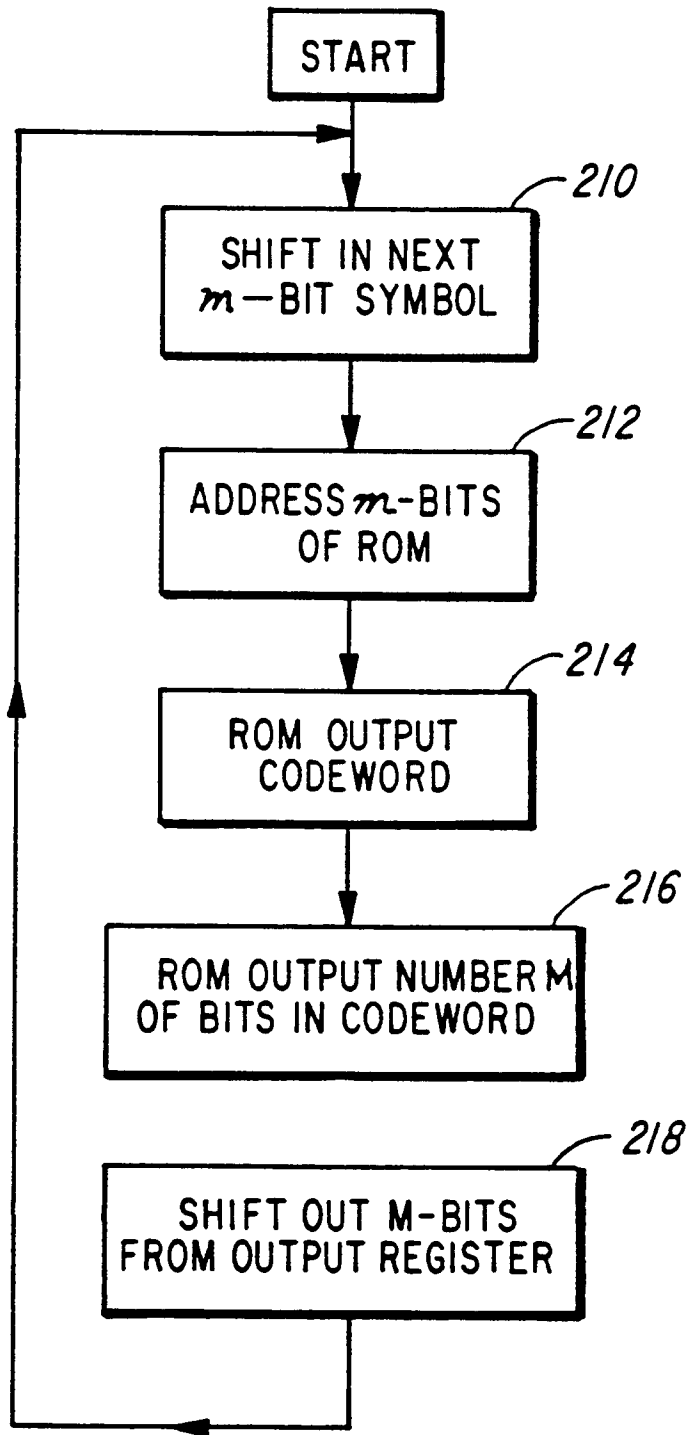 START
210
SHIFT IN NEXT
m-BIT SYMBOL
212
ADDRESS m-BITS
OF ROM
214
ROM OUTPUT
CODEWORD
216
ROM OUTPUT NUMBER M
OF BITS IN CODEWORD
218
SHIFT OUT M-BITS
FROM OUTPUT REGISTER